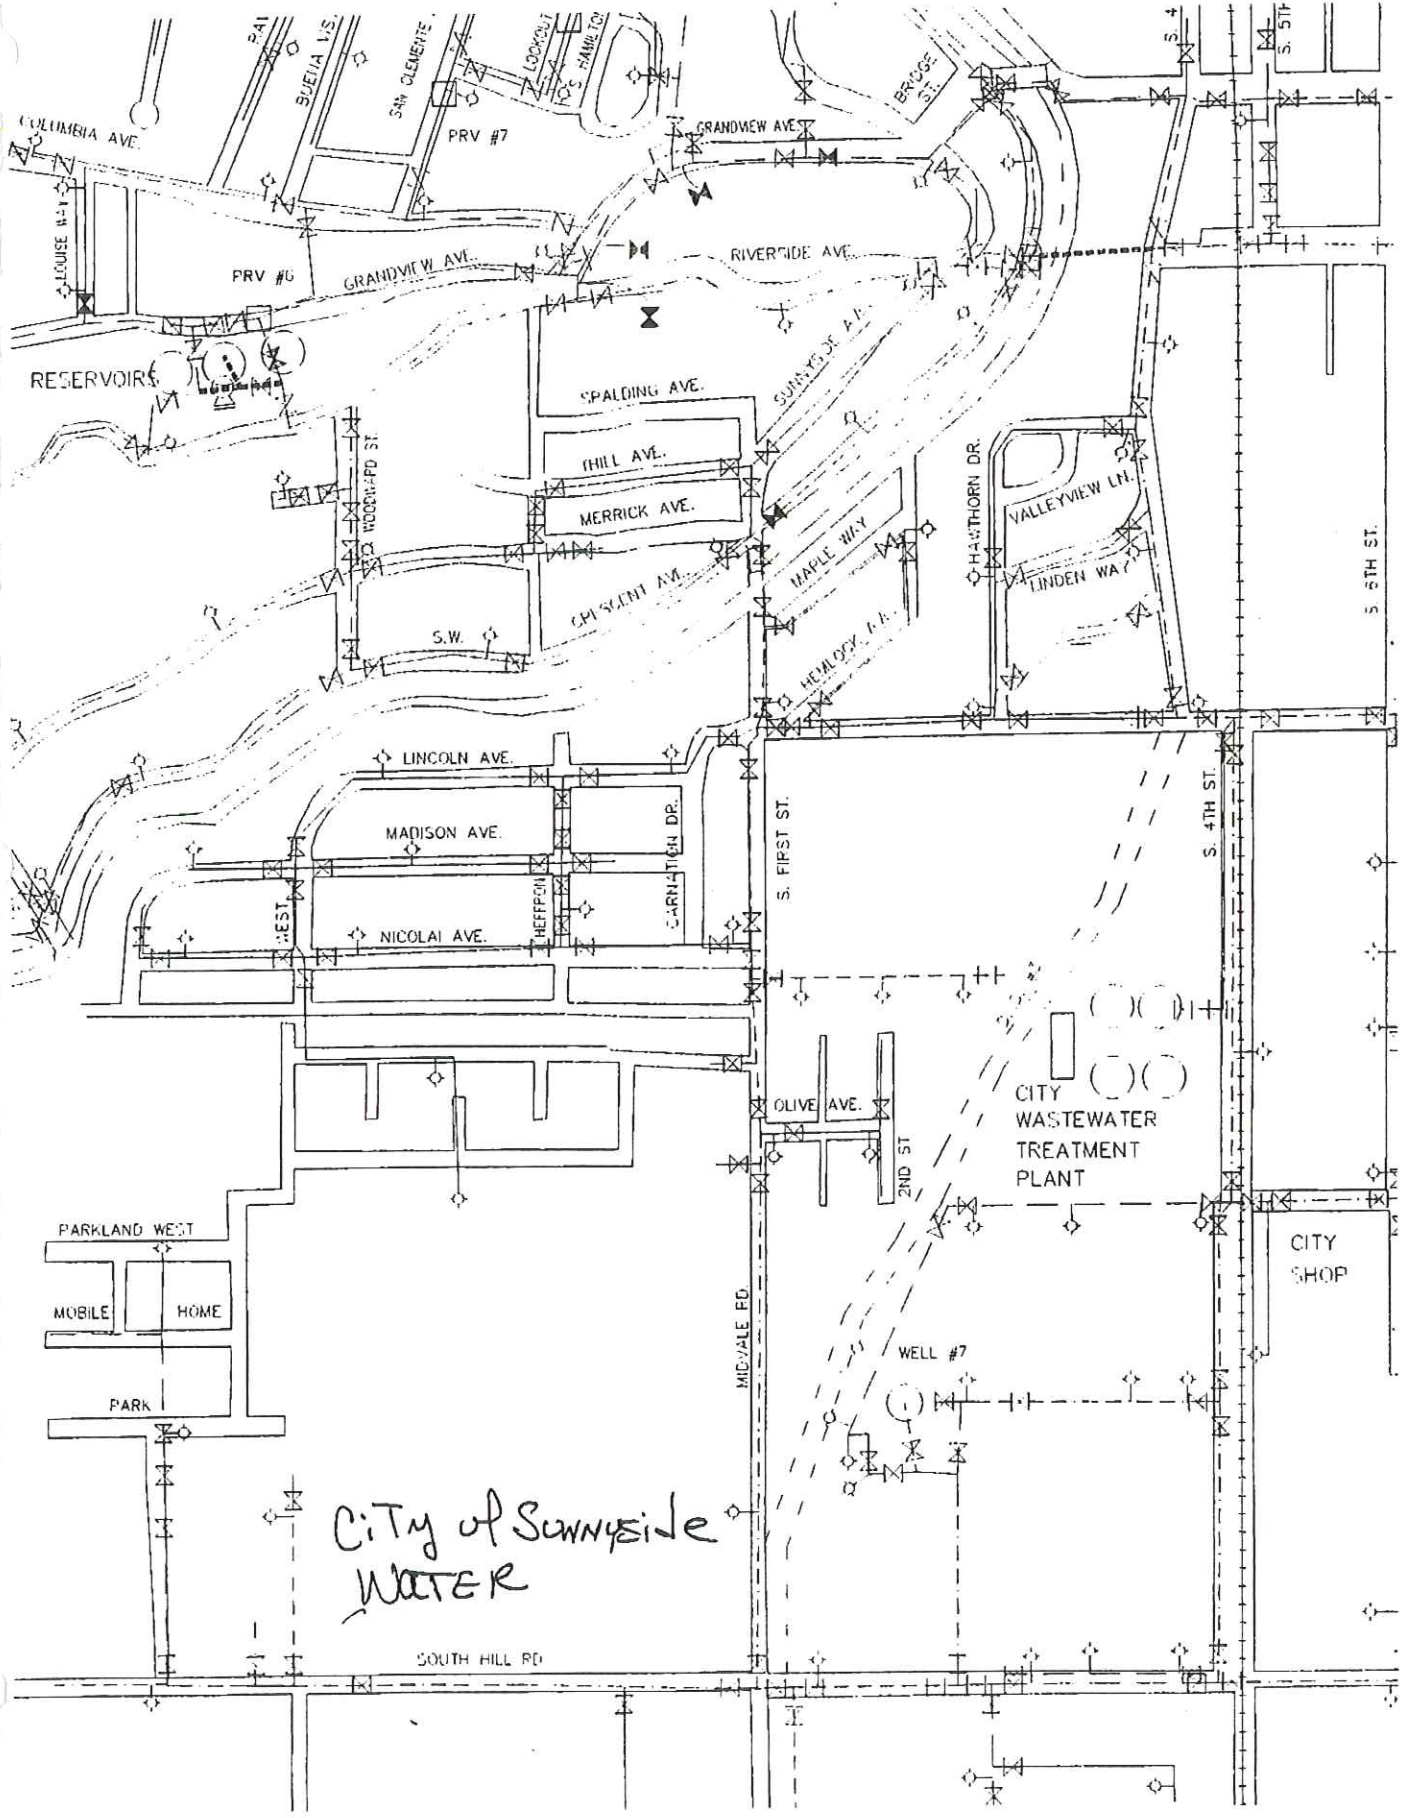 S. 4
S. 5TH
BUENA VIS.
SAN CLEMENTE
LOOKOUT
S. HAMILTON
BRIDGE
ST.
COLUMBIA AVE.
PRV #7
GRANDVIEW AVE.
LOUISE WAY
PRV #6
GRANDVIEW AVE.
RIVERSIDE AVE.
RESERVOIRS
SPALDING AVE.
SUNNYSIDE AV.
WOODWARD ST.
THILL AVE.
MERRICK AVE.
HAWTHORN DR.
VALLEYVIEW LN.
MAPLE WAY
LINDEN WAY
S. 6TH ST.
CRESCENT AVE.
S.W.
HEMLOCK AV.
LINCOLN AVE.
MADISON AVE.
CARNATION DR.
S. FIRST ST.
S. 4TH ST.
WEST
HEFFRON
NICOLAI AVE.
OLIVE AVE.
2ND ST
CITY
WASTEWATER
TREATMENT
PLANT
PARKLAND WEST
MOBILE HOME
PARK
MIDVALE RD
CITY
SHOP
WELL #7
CiTy of SUNNYSide
WATER
SOUTH HILL RD